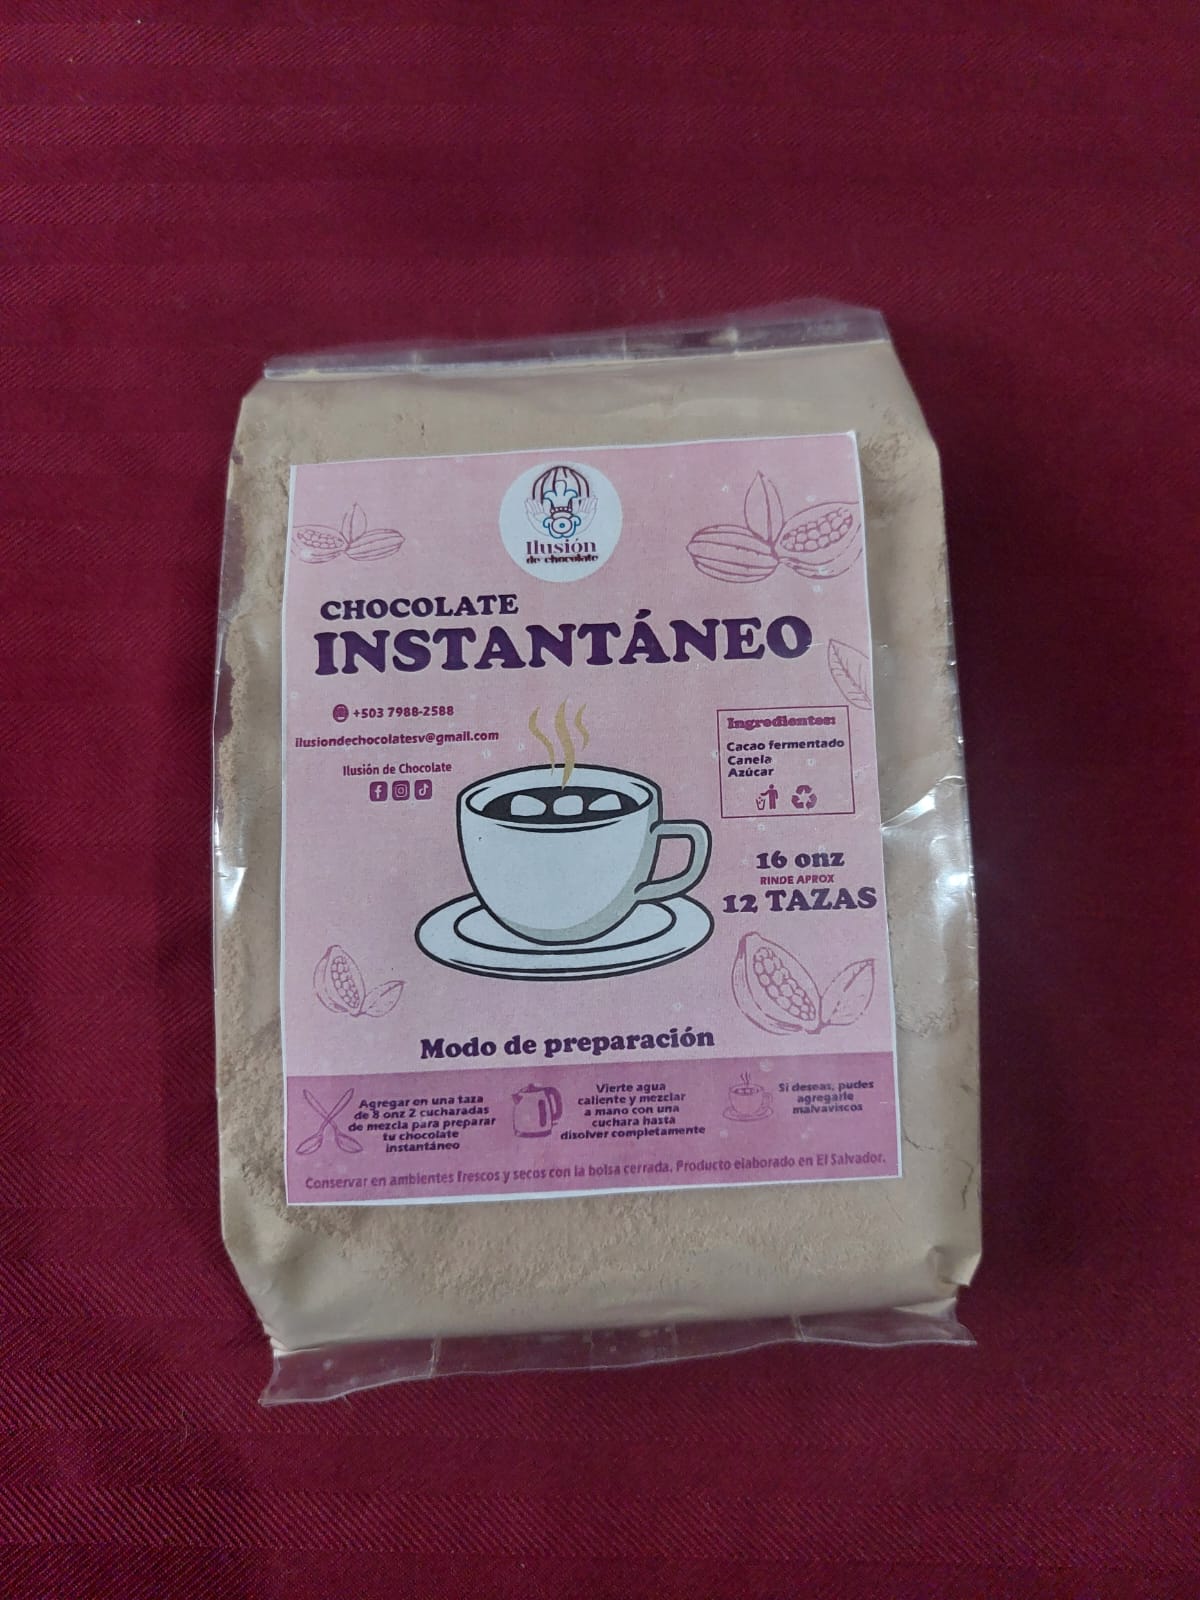 Ilusión
de chocolate
CHOCOLATE
INSTANTÁNEO
+503 7988-2588
ilusiondechocolatesv@gmail.com
Ilusión de Chocolate
Ingredientes:
Cacao fermentado
Canela
Azúcar
16 onz
RINDE APROX
12 TAZAS
Modo de preparación
Agregar en una taza
de 8 onz 2 cucharadas
de mezcla para preparar
tu chocolate
instantáneo
Vierte agua
caliente y mezclar
a mano con una
cuchara hasta
disolver completamente
Si deseas, pudes
agregarle
malvaviscos
Conservar en ambientes frescos y secos con la bolsa cerrada. Producto elaborado en El Salvador.